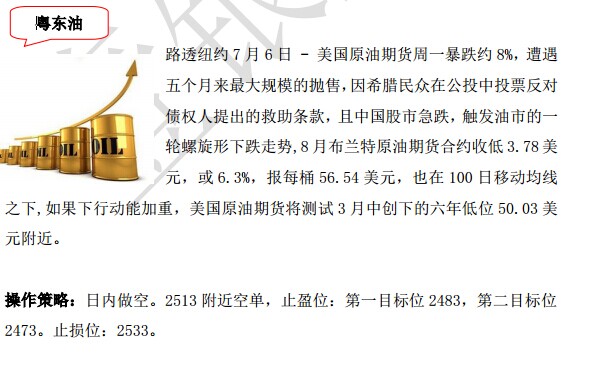 粤东油
路透纽约 7 月 6 日 - 美国原油期货周一暴跌约 8%，遭遇
五个月来最大规模的抛售，因希腊民众在公投中投票反对
债权人提出的救助条款，且中国股市急跌，触发油市的一
轮螺旋形下跌走势，8 月布兰特原油期货合约收低 3.78 美
元，或 6.3%，报每桶 56.54 美元，也在 100 日移动均线
之下,如果下行动能加重，美国原油期货将测试 3 月中创下的六年低位 50.03 美
元附近。
操作策略：日内做空。2513 附近空单，止盈位：第一目标位 2483，第二目标位
2473。止损位：2533。
OIL
OIL
OIL